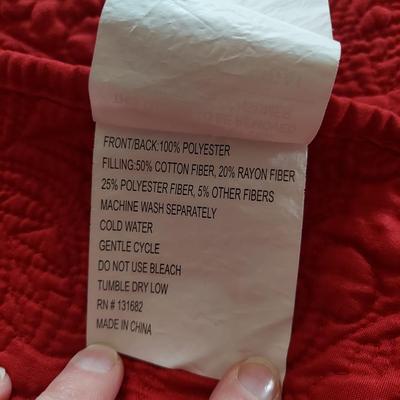 FRONT/BACK:100% POLYESTER
FILLING:50% COTTON FIBER, 20% RAYON FIBER
25% POLYESTER FIBER, 5% OTHER FIBERS
MACHINE WASH SEPARATELY
COLD WATER
GENTLE CYCLE
DO NOT USE BLEACH
TUMBLE DRY LOW
RN # 131682
MADE IN CHINA